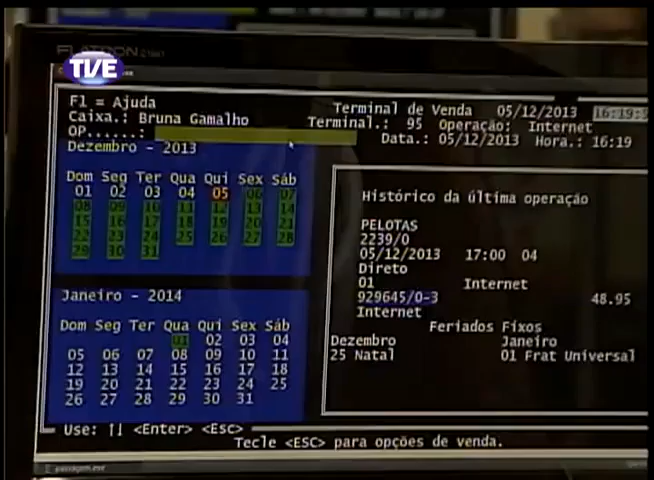 FLATRON
TVE
F1 = Ajuda
Caixa.: Bruna Gamalho
OP......:
Terminal de Venda 05/12/2013 16:19:
Terminal.: 95 Operação: Internet
Data.: 05/12/2013 Hora.: 16:19
Dezembro - 2013
Dom Seg Ter Qua Qui Sex Sáb
01 02 03 04 05 06 07
08 09 10 11 12 13 14
15 16 17 18 19 20 21
22 23 24 25 26 27 28
29 30 31
Janeiro - 2014
Dom Seg Ter Qua Qui Sex Sáb
01 02 03 04
05 06 07 08 09 10 11
12 13 14 15 16 17 18
19 20 21 22 23 24 25
26 27 28 29 30 31
Histórico da última operação
PELOTAS
2239/0
05/12/2013 17:00 04
Direto
01 Internet
929645/0-3 48.95
Internet
Feriados Fixos
Dezembro Janeiro
25 Natal 01 Frat Universal
Use: ↑↓ <Enter> <ESC>
Tecle <ESC> para opções de venda.
passagem.exe